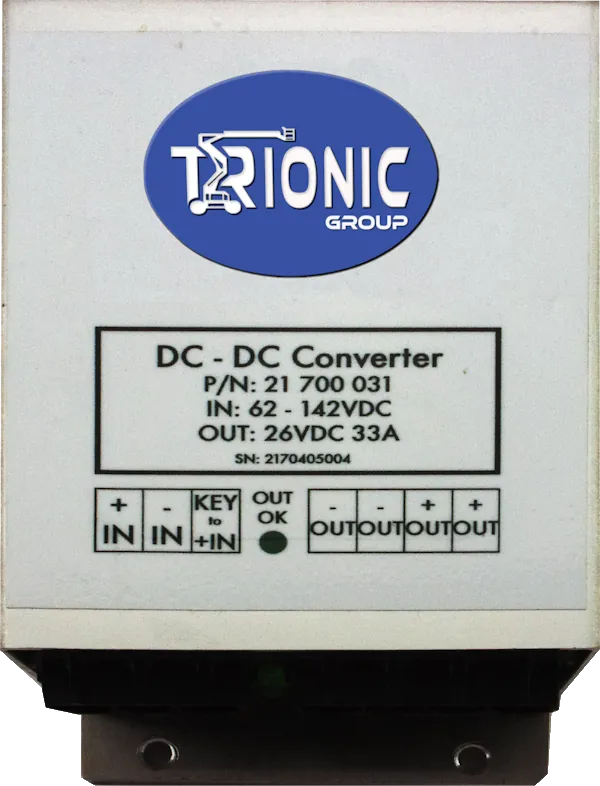 TRIONIC
GROUP
DC - DC Converter
P/N: 21 700 031
IN: 62 - 142VDC
OUT: 26VDC 33A
SN: 2170405004
+ IN
- IN
KEY to +IN
OUT OK
- OUT
- OUT
+ OUT
+ OUT